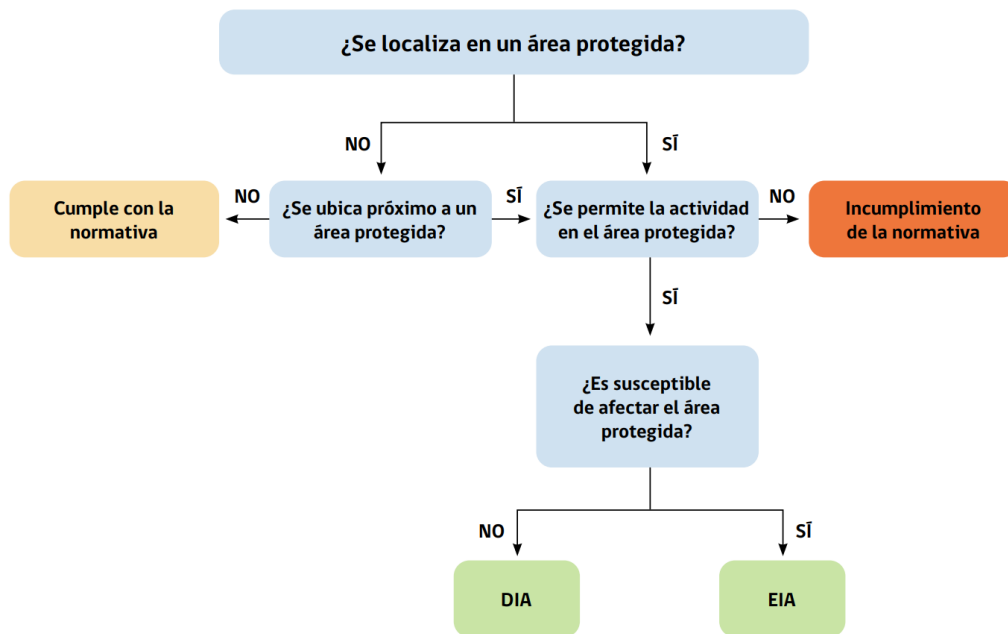 ¿Se localiza en un área protegida?
NO
SÍ
Cumple con la
normativa
NO
¿Se ubica próximo a un
área protegida?
SÍ
¿Se permite la actividad
en el área protegida?
NO
Incumplimiento
de la normativa
SÍ
¿Es susceptible
de afectar el área
protegida?
NO
SÍ
DIA
EIA